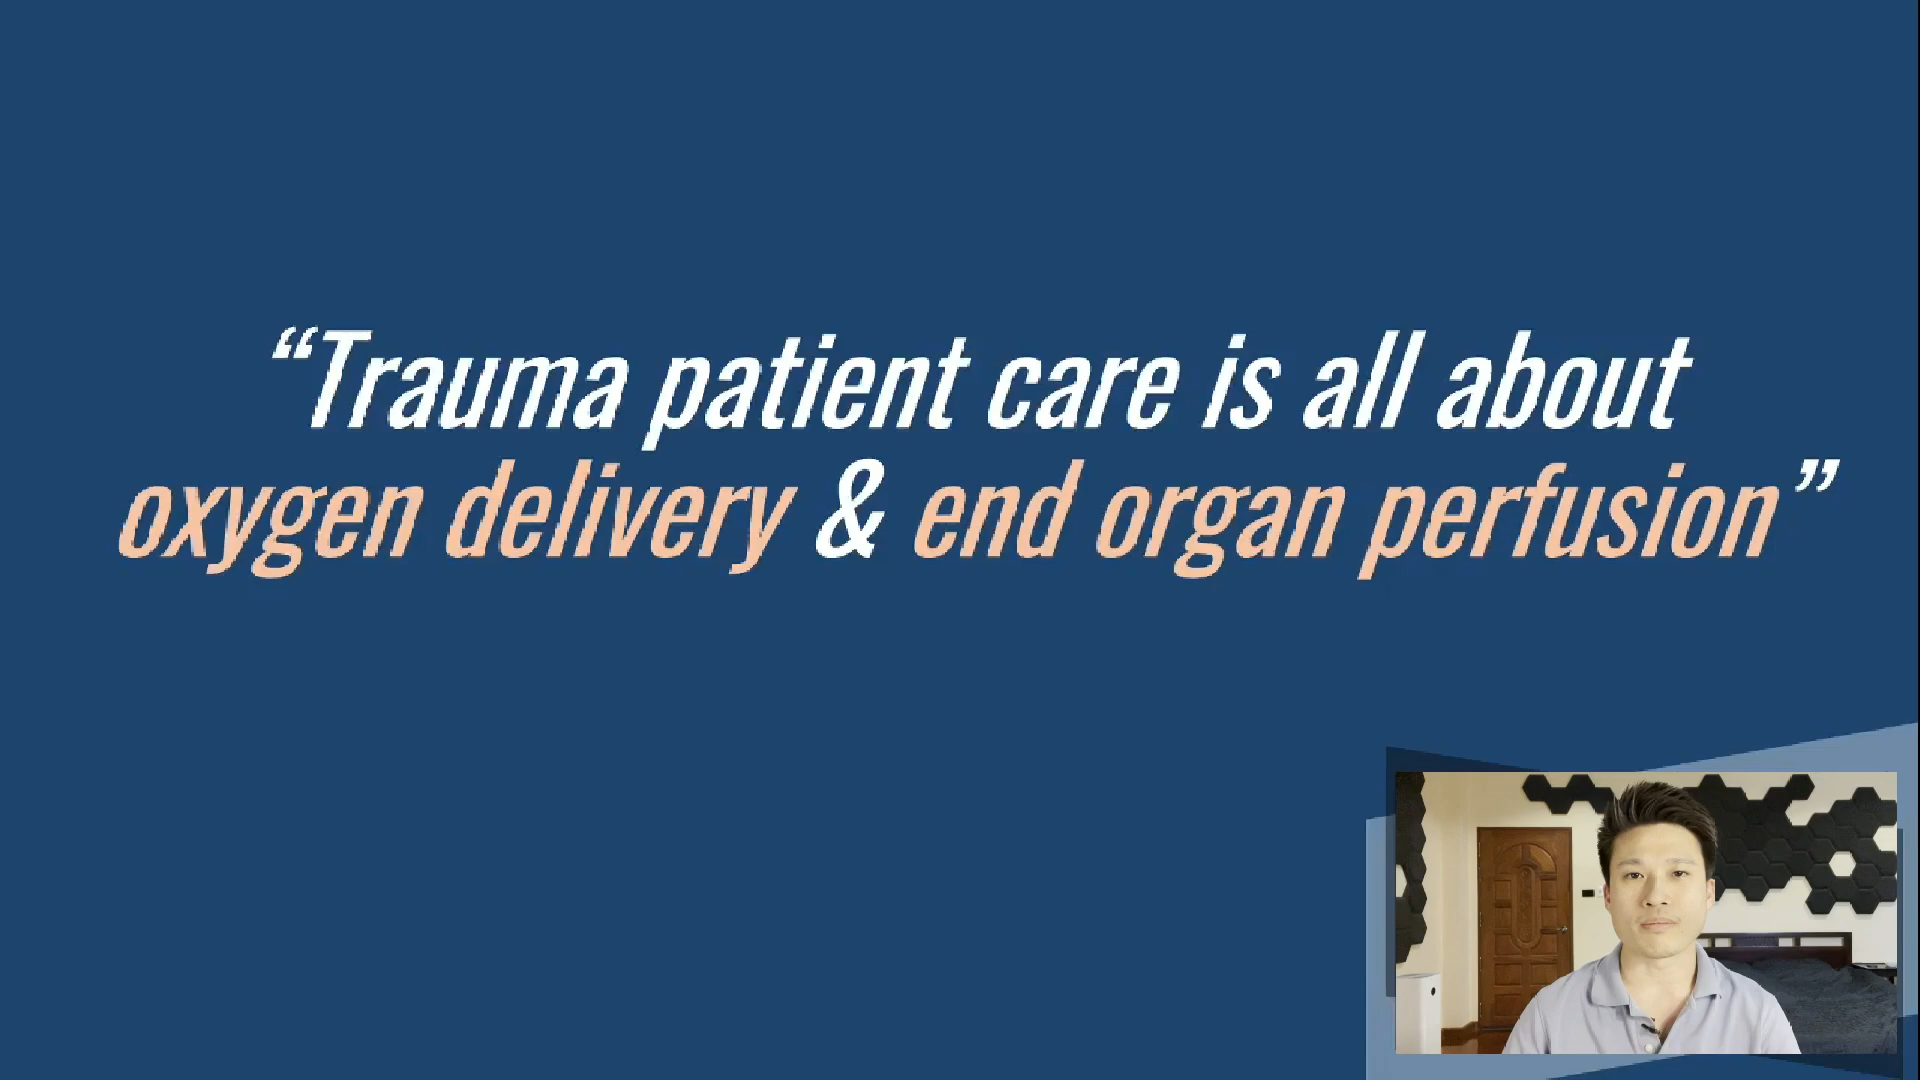 “Trauma patient care is all about
oxygen delivery & end organ perfusion”